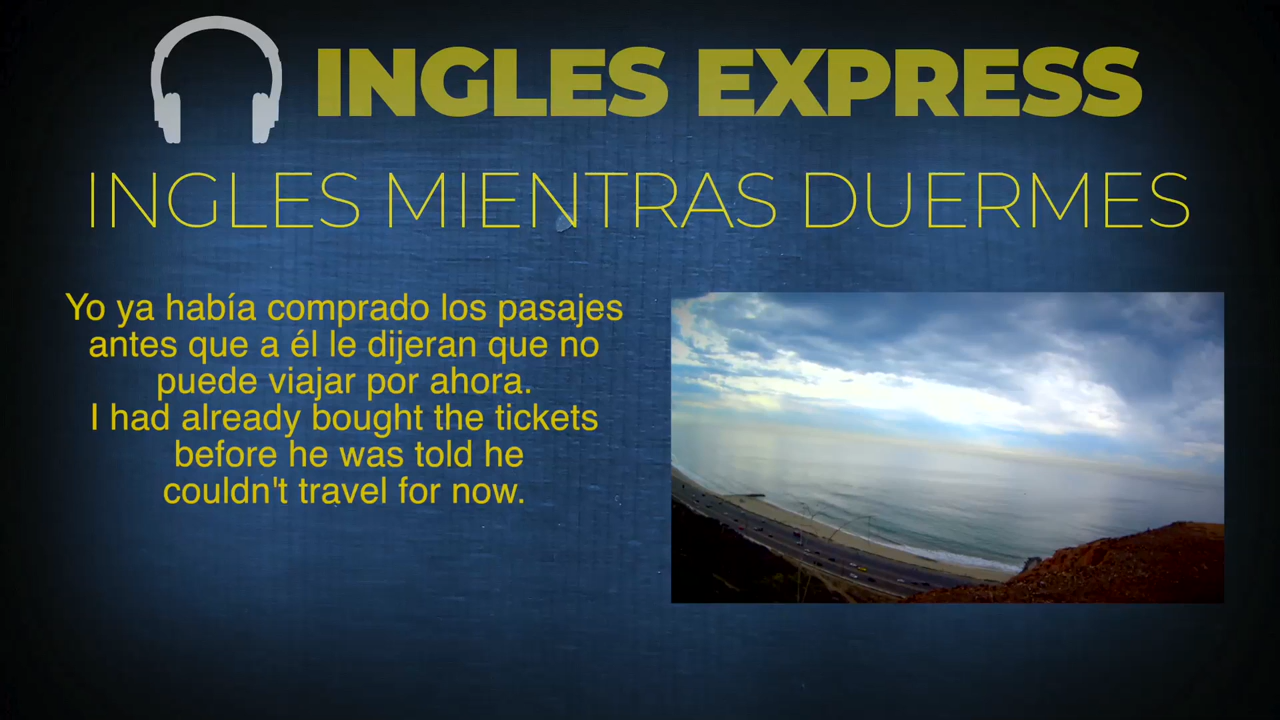 INGLES EXPRESS
INGLES MIENTRAS DUERMES
Yo ya había comprado los pasajes
antes que a él le dijeran que no
puede viajar por ahora.
I had already bought the tickets
before he was told he
couldn't travel for now.